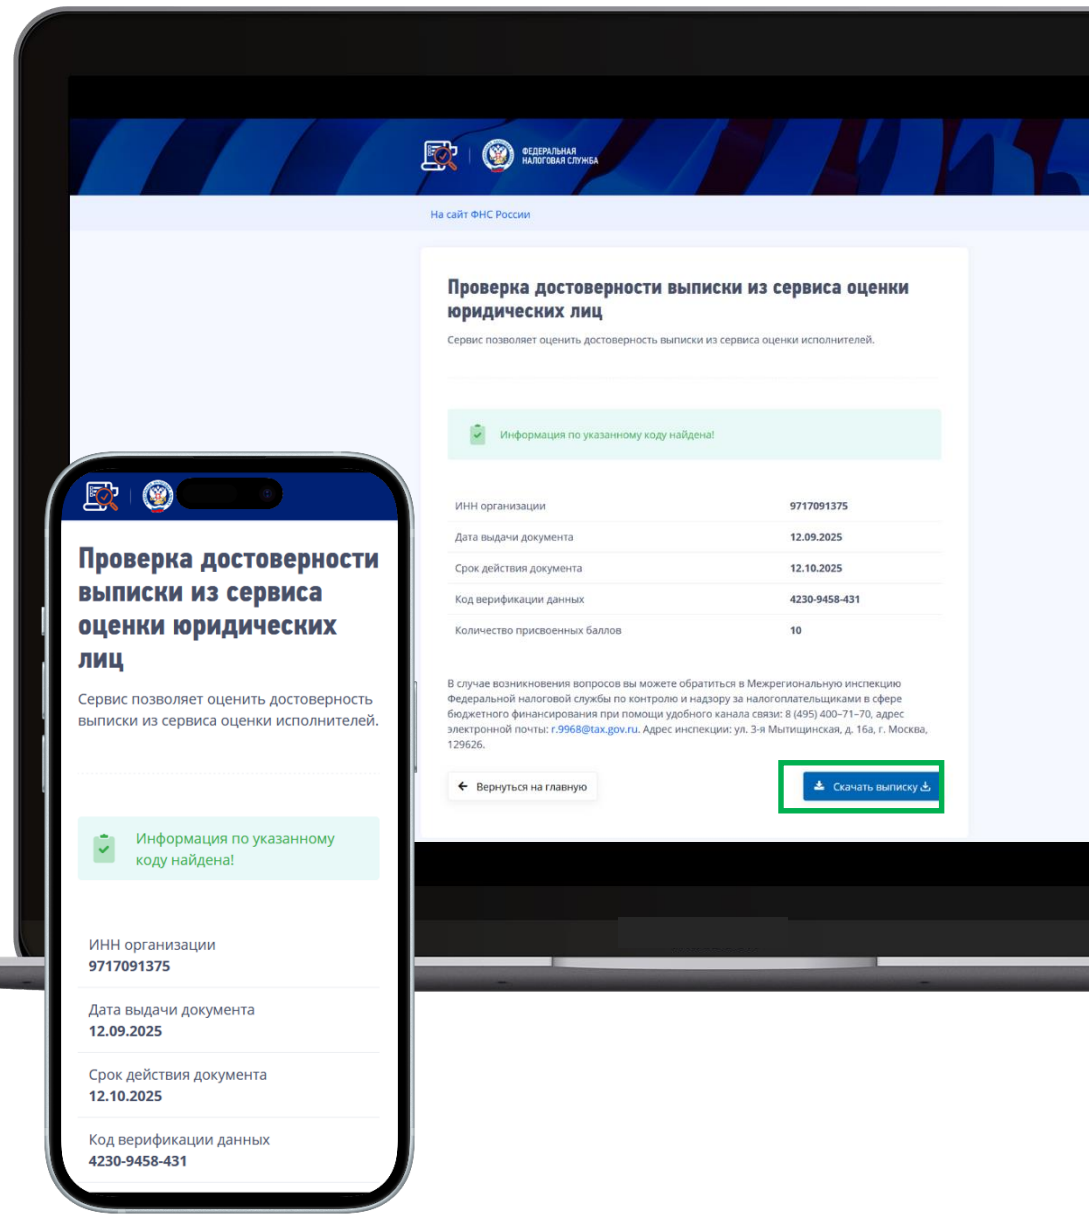 ФЕДЕРАЛЬНАЯ
НАЛОГОВАЯ СЛУЖБА
На сайт ФНС России
Проверка достоверности выписки из сервиса оценки
юридических лиц
Сервис позволяет оценить достоверность выписки из сервиса оценки исполнителей.
Информация по указанному коду найдена!
ИНН организации 9717091375
Дата выдачи документа 12.09.2025
Срок действия документа 12.10.2025
Код верификации данных 4230-9458-431
Количество присвоенных баллов 10
В случае возникновения вопросов вы можете обратиться в Межрегиональную инспекцию
Федеральной налоговой службы по контролю и надзору за налогоплательщиками в сфере
бюджетного финансирования при помощи удобного канала связи: 8 (495) 400–71–70, адрес
электронной почты: r.9968@tax.gov.ru. Адрес инспекции: ул. 3-я Мытищинская, д. 16а, г. Москва,
129626.
Вернуться на главную
Скачать выписку
Проверка достоверности
выписки из сервиса
оценки юридических
лиц
Сервис позволяет оценить достоверность
выписки из сервиса оценки исполнителей.
Информация по указанному
коду найдена!
ИНН организации
9717091375
Дата выдачи документа
12.09.2025
Срок действия документа
12.10.2025
Код верификации данных
4230-9458-431